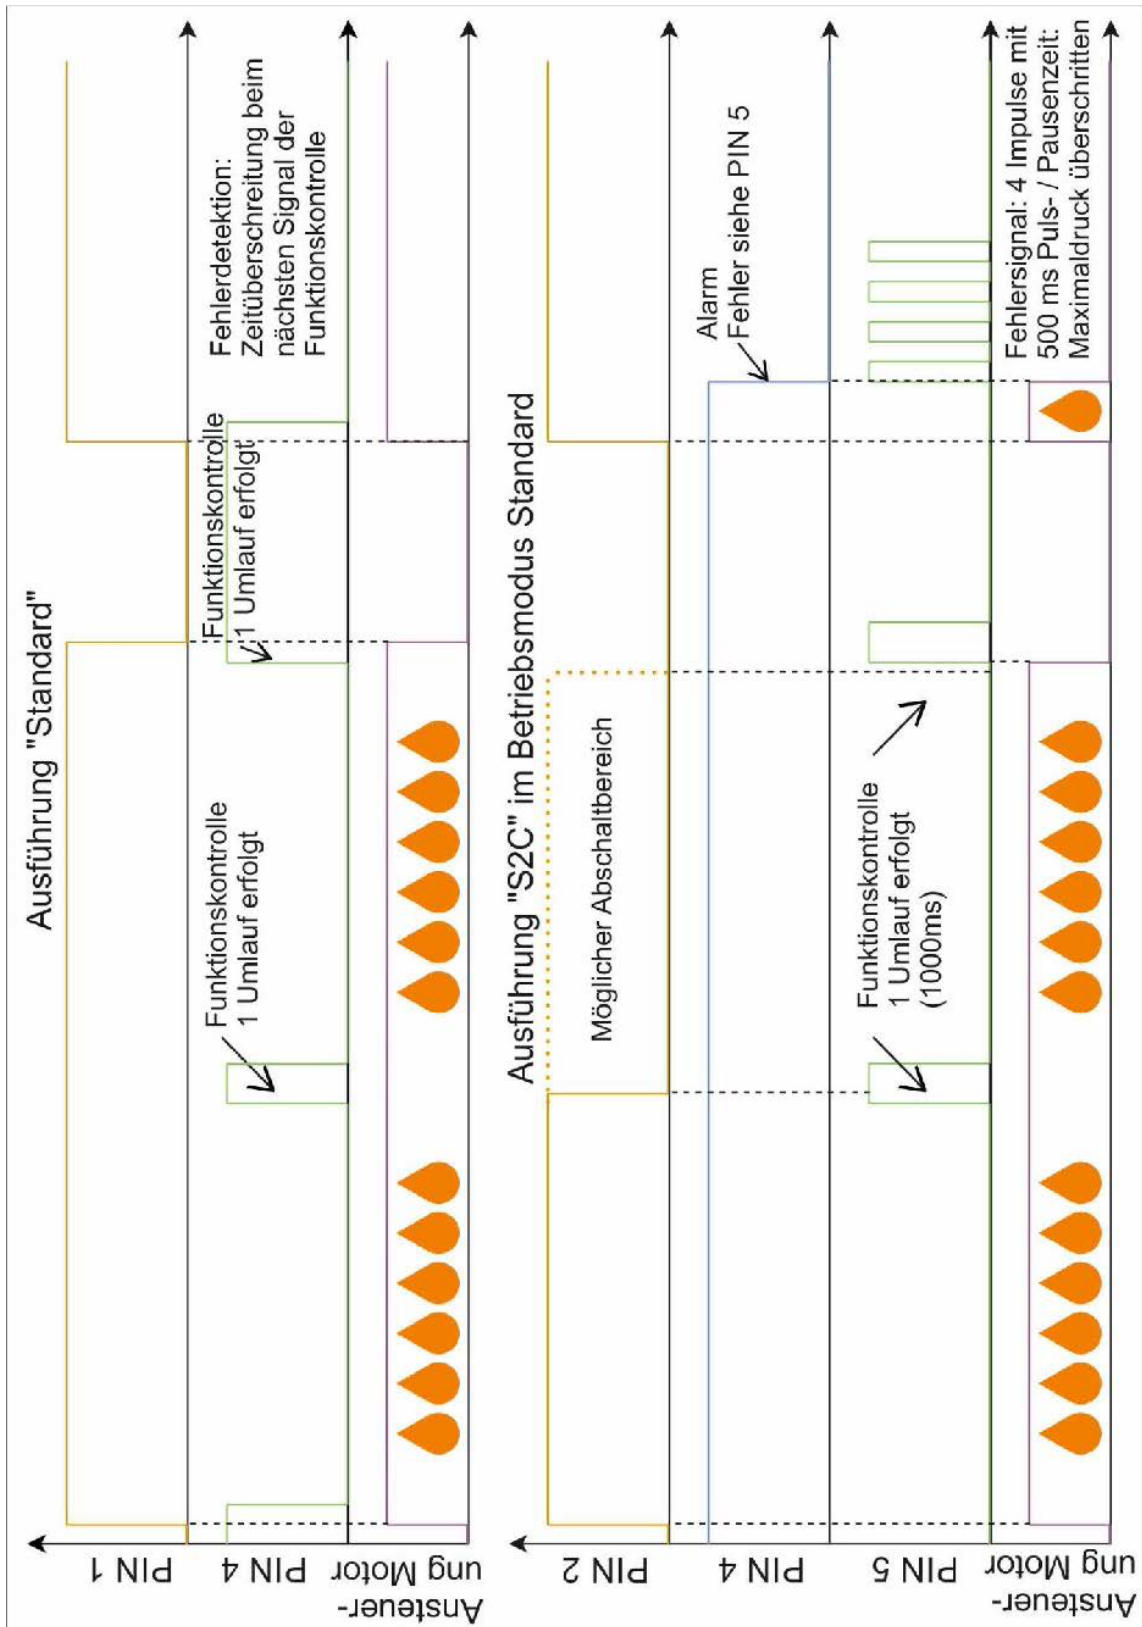 Ausführung "Standard"
PIN 1
PIN 4
Ansteuer-
ung Motor
Funktionskontrolle
1 Umlauf erfolgt
Funktionskontrolle
1 Umlauf erfolgt
Fehlerdetektion:
Zeitüberschreitung beim
nächsten Signal der
Funktionskontrolle
Ausführung "S2C" im Betriebsmodus Standard
PIN 2
PIN 4
PIN 5
Ansteuer-
ung Motor
Möglicher Abschaltbereich
Alarm
Fehler siehe PIN 5
Funktionskontrolle
1 Umlauf erfolgt
(1000ms)
Fehlersignal: 4 Impulse mit
500 ms Puls- / Pausenzeit:
Maximaldruck überschritten